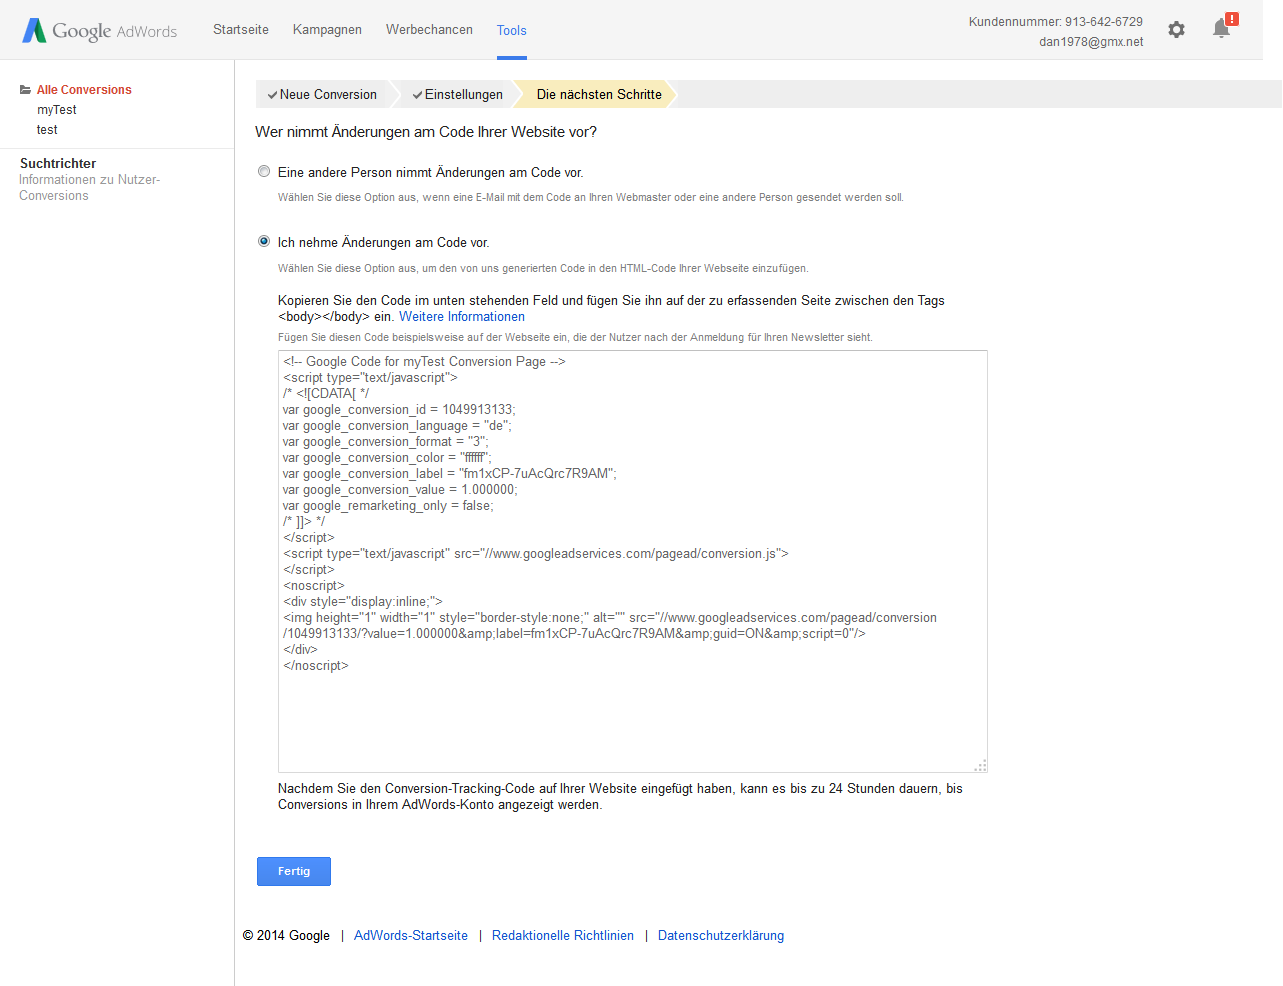 Google AdWords
Startseite Kampagnen Werbechancen Tools
Kundennummer: 913-642-6729
dan1978@gmx.net
!
Alle Conversions
myTest
test
Suchtrichter
Informationen zu Nutzer-
Conversions
Neue Conversion Einstellungen Die nächsten Schritte
Wer nimmt Änderungen am Code Ihrer Website vor?
Eine andere Person nimmt Änderungen am Code vor.
Wählen Sie diese Option aus, wenn eine E-Mail mit dem Code an Ihren Webmaster oder eine andere Person gesendet werden soll.
Ich nehme Änderungen am Code vor.
Wählen Sie diese Option aus, um den von uns generierten Code in den HTML-Code Ihrer Webseite einzufügen.
Kopieren Sie den Code im unten stehenden Feld und fügen Sie ihn auf der zu erfassenden Seite zwischen den Tags
<body></body> ein. Weitere Informationen
Fügen Sie diesen Code beispielsweise auf der Webseite ein, die der Nutzer nach der Anmeldung für Ihren Newsletter sieht.
<!-- Google Code for myTest Conversion Page -->
<script type="text/javascript">
/* <![CDATA[ */
var google_conversion_id = 1049913133;
var google_conversion_language = "de";
var google_conversion_format = "3";
var google_conversion_color = "ffffff";
var google_conversion_label = "fm1xCP-7uAcQrc7R9AM";
var google_conversion_value = 1.000000;
var google_remarketing_only = false;
/* ]]> */
</script>
<script type="text/javascript" src="//www.googleadservices.com/pagead/conversion.js">
</script>
<noscript>
<div style="display:inline;">
<img height="1" width="1" style="border-style:none;" alt="" src="//www.googleadservices.com/pagead/conversion
/1049913133/?value=1.000000&amp;label=fm1xCP-7uAcQrc7R9AM&amp;guid=ON&amp;script=0"/>
</div>
</noscript>
Nachdem Sie den Conversion-Tracking-Code auf Ihrer Website eingefügt haben, kann es bis zu 24 Stunden dauern, bis
Conversions in Ihrem AdWords-Konto angezeigt werden.
Fertig
© 2014 Google | AdWords-Startseite | Redaktionelle Richtlinien | Datenschutzerklärung